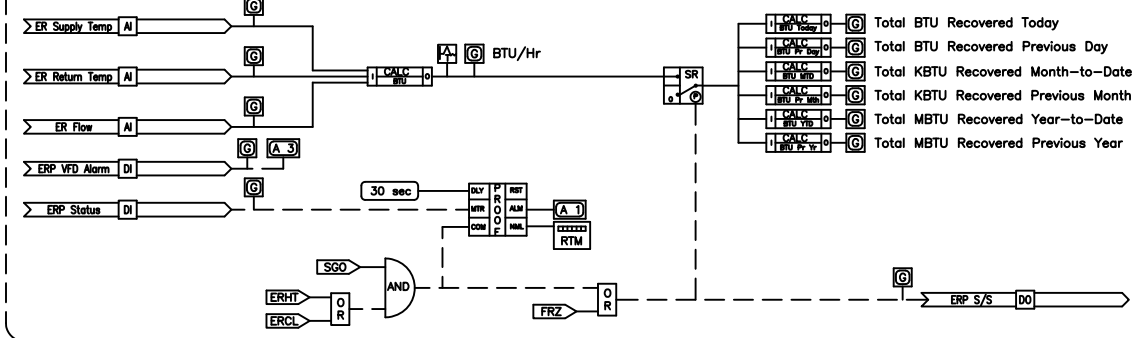 G
ER Supply Temp AI
G
ER Return Temp AI
G
ER Flow AI
I CALC BTU O
G BTU/Hr
SR
0 P
I CALC BTU Today O G Total BTU Recovered Today
I CALC BTU Pr Day O G Total BTU Recovered Previous Day
I CALC BTU MTD O G Total KBTU Recovered Month-to-Date
I CALC BTU Pr Mth O G Total KBTU Recovered Previous Month
I CALC BTU YTD O G Total MBTU Recovered Year-to-Date
I CALC BTU Pr Yr O G Total MBTU Recovered Previous Year
G A 3
ERP VFD Alarm DI
G
ERP Status DI
30 sec
DLY RST
MTR ALM
COM NML
PROOF
A 1
RTM
SGO
ERHT
ERCL
OR
AND
FRZ
OR
G
ERP S/S DO